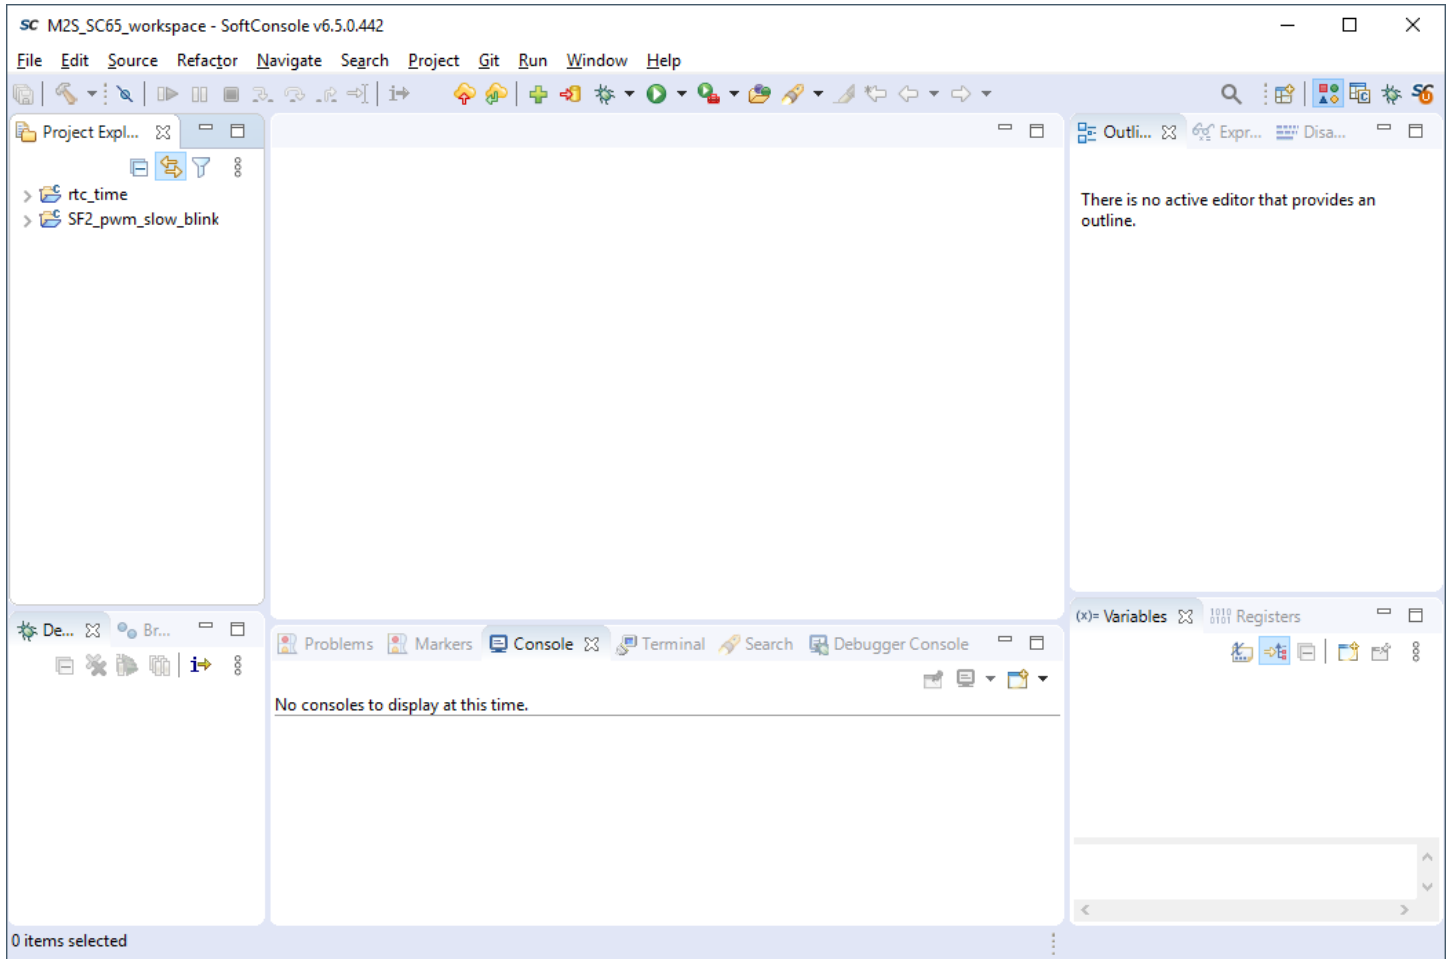 SC M2S_SC65_workspace - SoftConsole v6.5.0.442
File Edit Source Refactor Navigate Search Project Git Run Window Help
Project Expl...
rtc_time
SF2_pwm_slow_blink
Outli... Expr... Disa...
There is no active editor that provides an
outline.
De... Br...
Problems Markers Console Terminal Search Debugger Console
No consoles to display at this time.
(x)= Variables 1010 0101 Registers
0 items selected